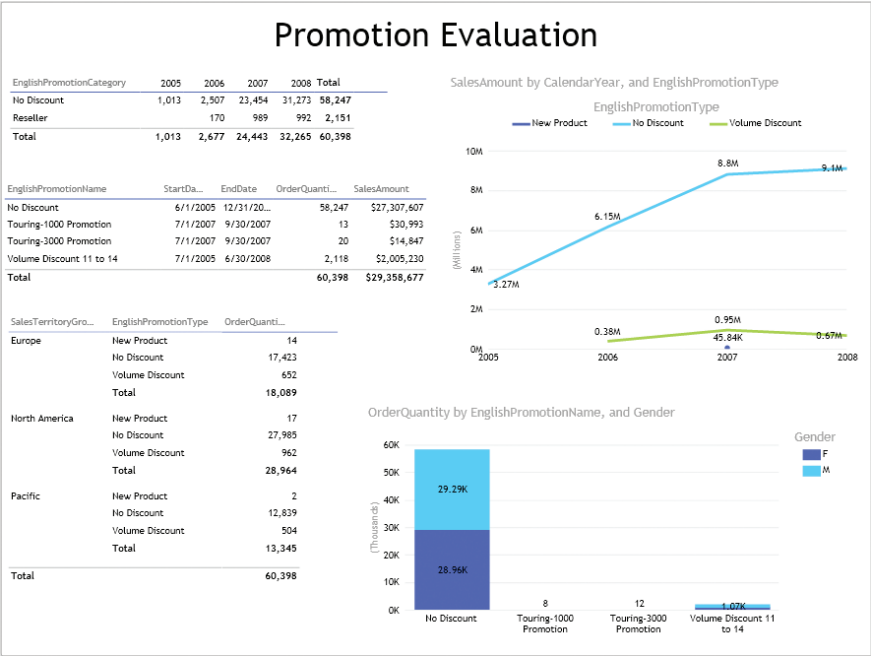 Promotion Evaluation
EnglishPromotionCategory 2005 2006 2007 2008 Total
No Discount 1,013 2,507 23,454 31,273 58,247
Reseller 170 989 992 2,151
Total 1,013 2,677 24,443 32,265 60,398
EnglishPromotionName StartDa... EndDate OrderQuanti... SalesAmount
No Discount 6/1/2005 12/31/20... 58,247 $27,307,607
Touring-1000 Promotion 7/1/2007 9/30/2007 13 $30,993
Touring-3000 Promotion 7/1/2007 9/30/2007 20 $14,847
Volume Discount 11 to 14 7/1/2005 6/30/2008 2,118 $2,005,230
Total 60,398 $29,358,677
SalesTerritoryGro... EnglishPromotionType OrderQuanti...
Europe New Product 14
No Discount 17,423
Volume Discount 652
Total 18,089
North America New Product 17
No Discount 27,985
Volume Discount 962
Total 28,964
Pacific New Product 2
No Discount 12,839
Volume Discount 504
Total 13,345
Total 60,398
SalesAmount by CalendarYear, and EnglishPromotionType
EnglishPromotionType
New Product No Discount Volume Discount
10M
8M
6M
4M
2M
0M
(Millions)
3.27M
6.15M
8.8M
9.1M
0.38M
0.95M
45.84K
0.67M
2005 2006 2007 2008
OrderQuantity by EnglishPromotionName, and Gender
Gender
F
M
60K
50K
40K
30K
20K
10K
0K
(Thousands)
29.29K
28.96K
8
12
1.07K
No Discount
Touring-1000
Promotion
Touring-3000
Promotion
Volume Discount 11
to 14